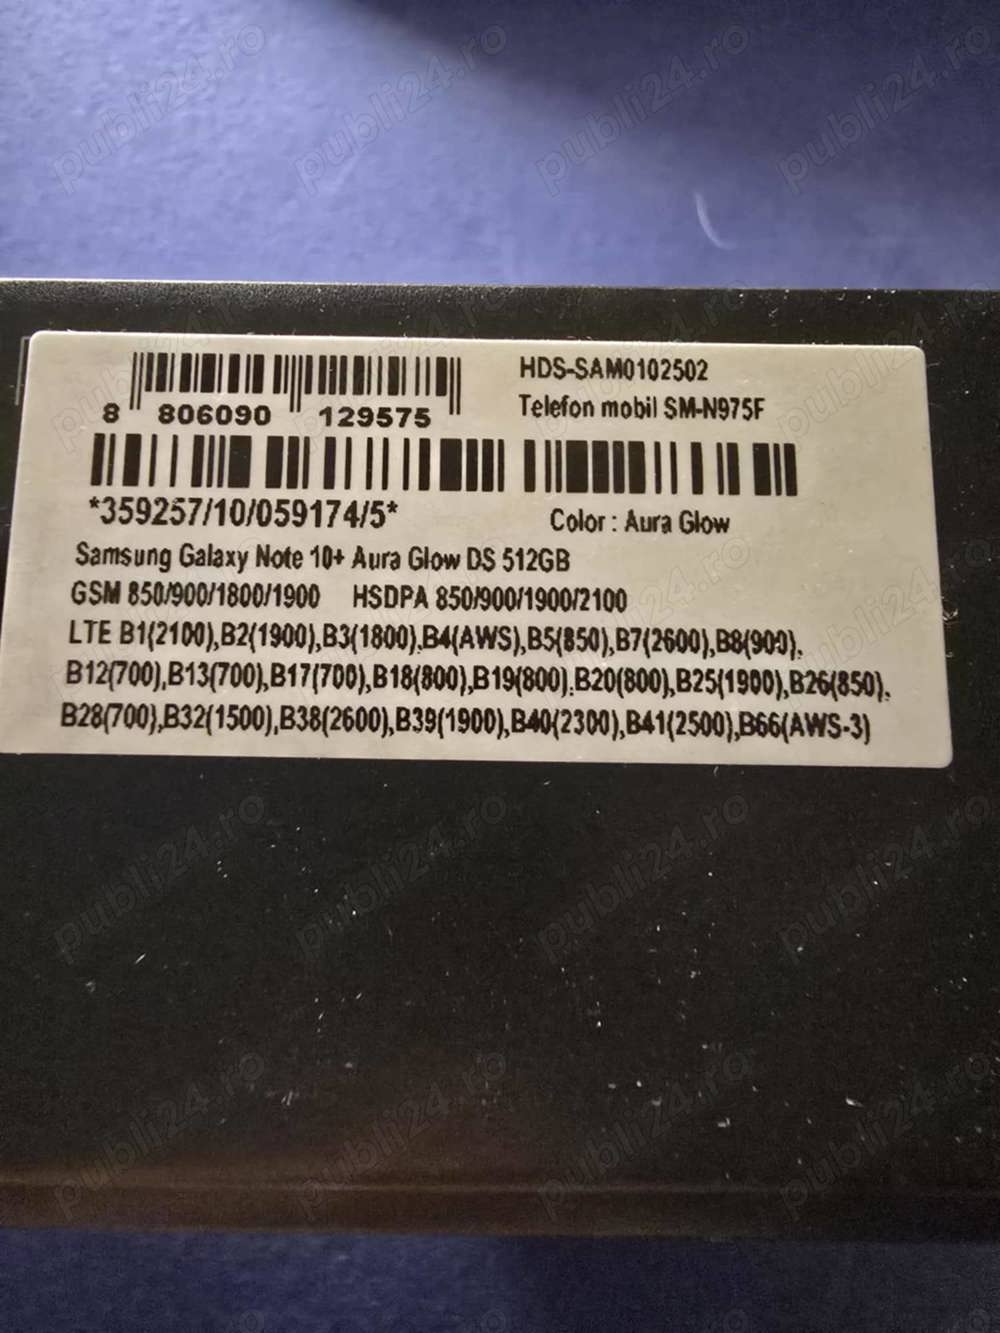 HDS-SAM0102502
8 806090 129575
Telefon mobil SM-N975F
*359257/10/059174/5*
Color : Aura Glow
Samsung Galaxy Note 10+ Aura Glow DS 512GB
GSM 850/900/1800/1900 HSDPA 850/900/1900/2100
LTE B1(2100),B2(1900),B3(1800),B4(AWS),B5(850),B7(2600),B8(900),
B12(700),B13(700),B17(700),B18(800),B19(800),B20(800),B25(1900),B26(850),
B28(700),B32(1500),B38(2600),B39(1900),B40(2300),B41(2500),B66(AWS-3)
publi24.ro